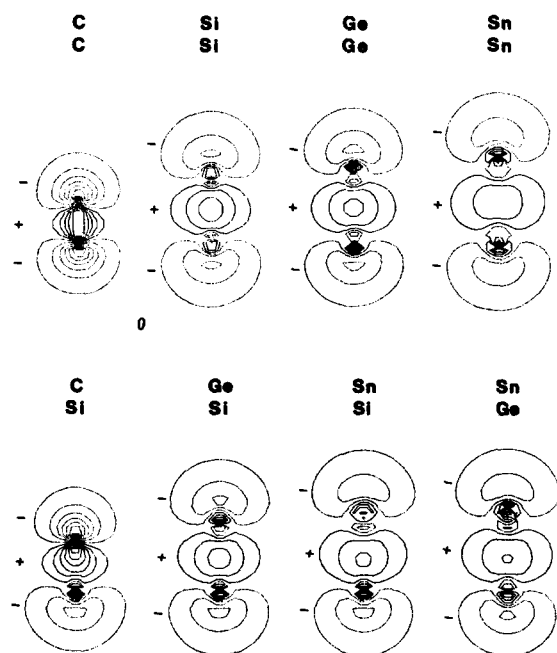 C Si Ge Sn
C Si Ge Sn
- - - -
+ + + +
- - - -
0
C Ge Sn Sn
Si Si Si Ge
- - - -
+ + + +
- - - -